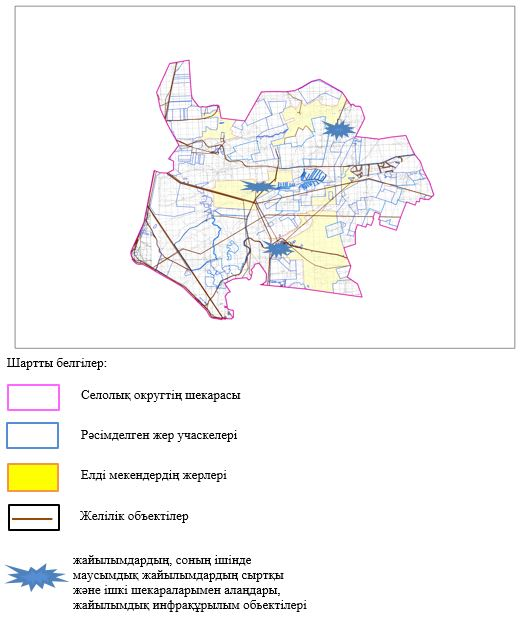 Шартты белгілер:
Селолық округтің шекарасы
Рәсімделген жер учаскелері
Елді мекендердің жерлері
Желілік объектілер
жайылымдардың, соның ішінде
маусымдық жайылымдардың сыртқы
және ішкі шекараларымен алаңдары,
жайылымдық инфрақұрылым обьектілері